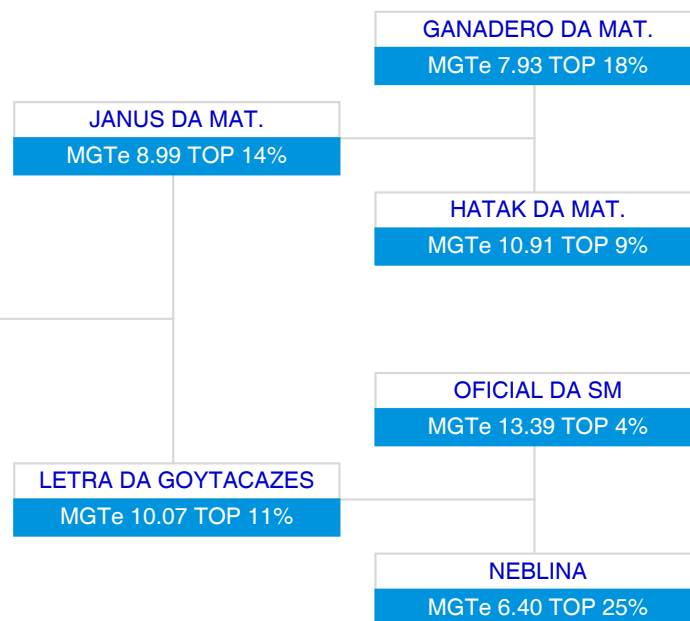 GANADERO DA MAT.
MGTe 7.93 TOP 18%
JANUS DA MAT.
MGTe 8.99 TOP 14%
HATAK DA MAT.
MGTe 10.91 TOP 9%
OFICIAL DA SM
MGTe 13.39 TOP 4%
LETRA DA GOYTACAZES
MGTe 10.07 TOP 11%
NEBLINA
MGTe 6.40 TOP 25%